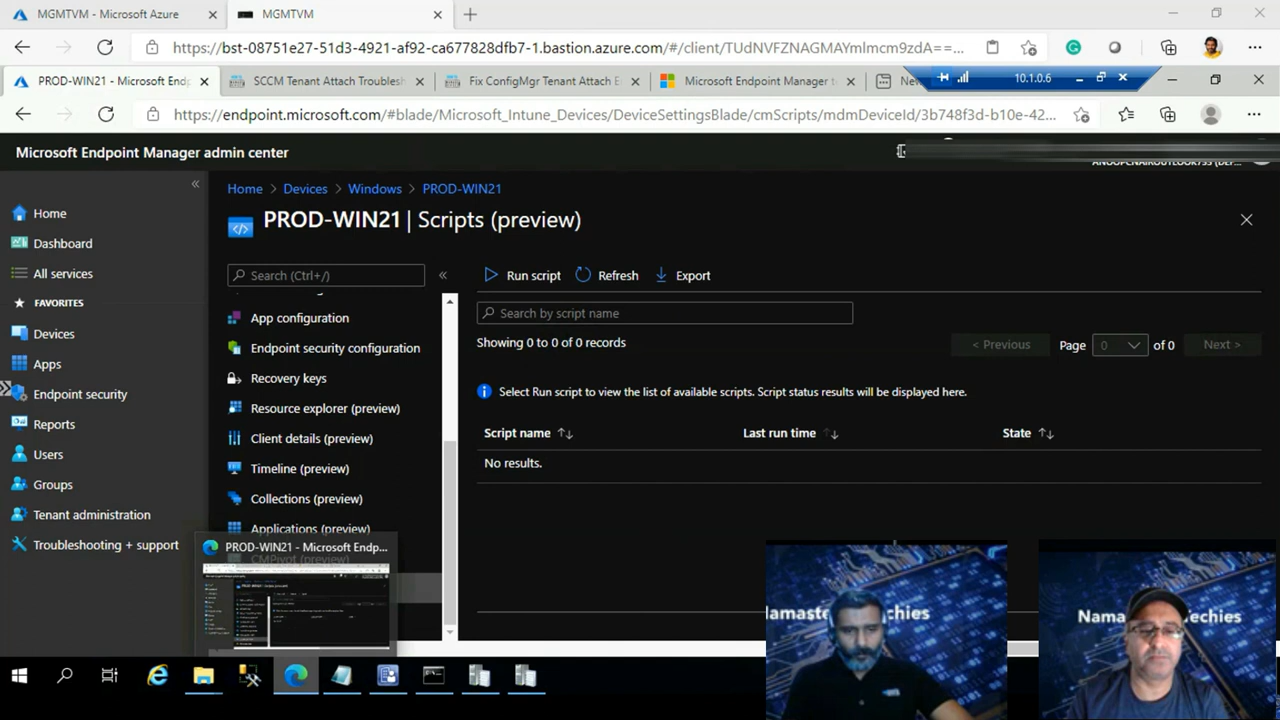 MGMTVM - Microsoft Azure
MGMTVM
https://bst-08751e27-51d3-4921-af92-ca677828dfb7-1.bastion.azure.com/#/client/TUdNVFZNAGMAYmlmcm9zdA==...
PROD-WIN21 - Microsoft End
SCCM Tenant Attach Troublesh
Fix ConfigMgr Tenant Attach E
Microsoft Endpoint Manager to
Nev
10.1.0.6
https://endpoint.microsoft.com/#blade/Microsoft_Intune_Devices/DeviceSettingsBlade/cmScripts/mdmDeviceId/3b748f3d-b10e-42...
Microsoft Endpoint Manager admin center
Home > Devices > Windows > PROD-WIN21
PROD-WIN21 | Scripts (preview)
Home
Dashboard
All services
FAVORITES
Devices
Apps
Endpoint security
Reports
Users
Groups
Tenant administration
Troubleshooting + support
Search (Ctrl+/)
App configuration
Endpoint security configuration
Recovery keys
Resource explorer (preview)
Client details (preview)
Timeline (preview)
Collections (preview)
Applications (preview)
CMPivot (preview)
Run script
Refresh
Export
Search by script name
Showing 0 to 0 of 0 records
< Previous
Page 0 of 0
Next >
Select Run script to view the list of available scripts. Script status results will be displayed here.
Script name
Last run time
State
No results.
PROD-WIN21 - Microsoft Endp...